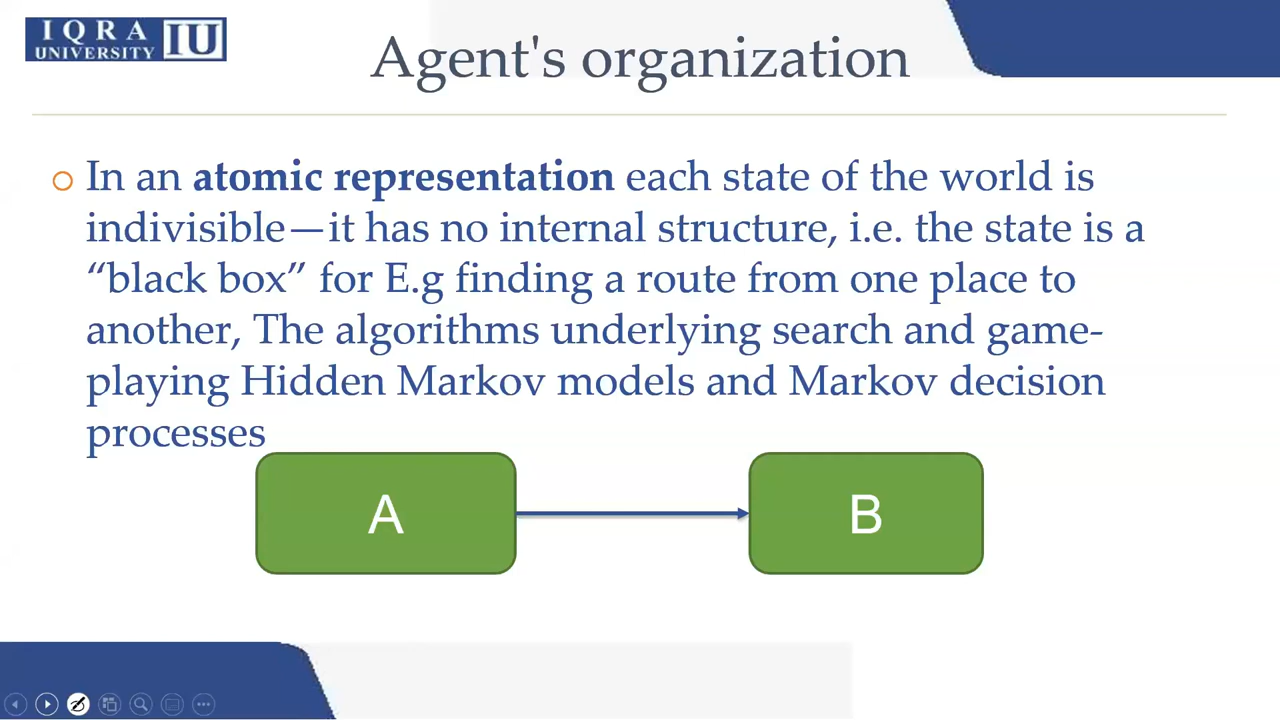 IQRA
UNIVERSITY IU
Agent's organization
In an atomic representation each state of the world is
indivisible—it has no internal structure, i.e. the state is a
“black box” for E.g finding a route from one place to
another, The algorithms underlying search and game-
playing Hidden Markov models and Markov decision
processes
A
B